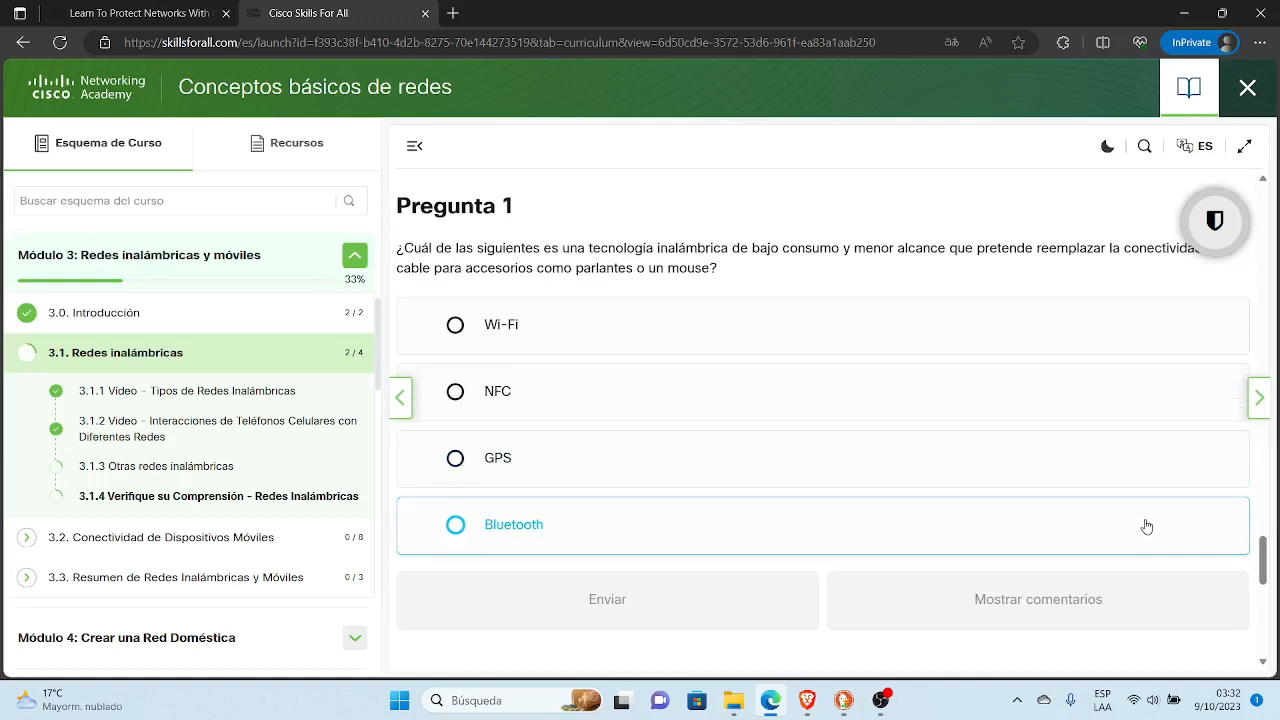 Learn To Protect Networks With
Cisco Skills For All
https://skillsforall.com/es/launch?id=f393c38f-b410-4d2b-8275-701442f73519&tab=curriculum&view=6d50cd9e-3572-53d6-961f-ea83a1aab250
InPrivate
cisco
Networking
Academy
Conceptos básicos de redes
Esquema de Curso
Recursos
ES
Buscar esquema del curso
Módulo 3: Redes inalámbricas y móviles
33%
3.0. Introducción
2 / 2
3.1. Redes inalámbricas
2 / 4
3.1.1 Video - Tipos de Redes Inalámbricas
3.1.2 Video - Interacciones de Teléfonos Celulares con
Diferentes Redes
3.1.3 Otras redes inalámbricas
3.1.4 Verifique su Comprensión - Redes Inalámbricas
3.2. Conectividad de Dispositivos Móviles
0 / 8
3.3. Resumen de Redes Inalámbricas y Móviles
0 / 3
Módulo 4: Crear una Red Doméstica
Pregunta 1
¿Cuál de las siguientes es una tecnología inalámbrica de bajo consumo y menor alcance que pretende reemplazar la conectivida
cable para accesorios como parlantes o un mouse?
Wi-Fi
NFC
GPS
Bluetooth
Enviar
Mostrar comentarios
17°C
Mayorm. nublado
Búsqueda
ESP
LAA
03:32
9/10/2023
1